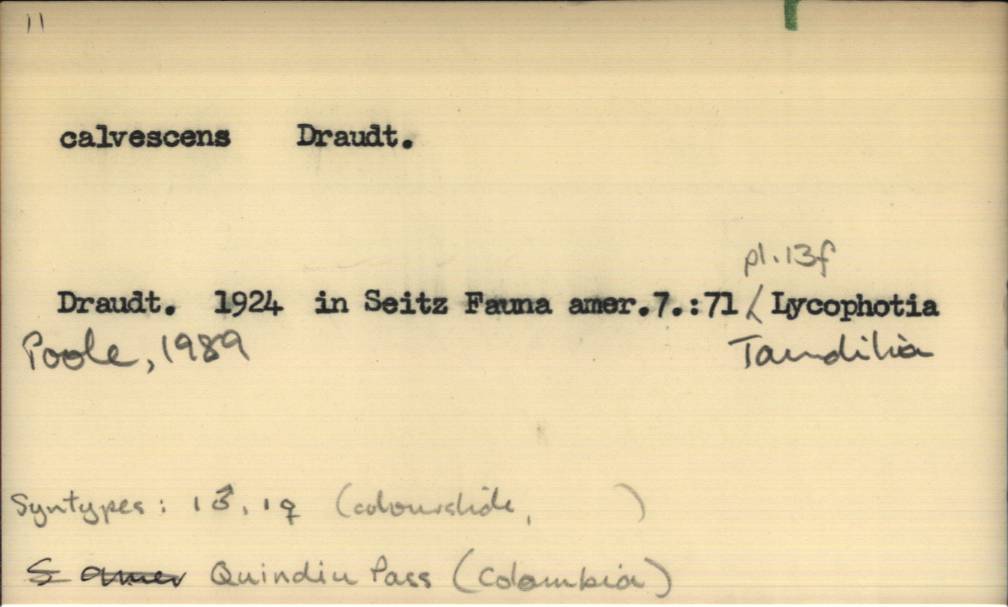 11
calvescens Draudt.
pl.13f
Draudt. 1924 in Seitz Fauna amer.7.:71 / Lycophotia
Poole, 1989 Tandilia
Syntypes: 1♂, 1♀ (colourslide, )
S amer Quindiu Pass (Colombia)